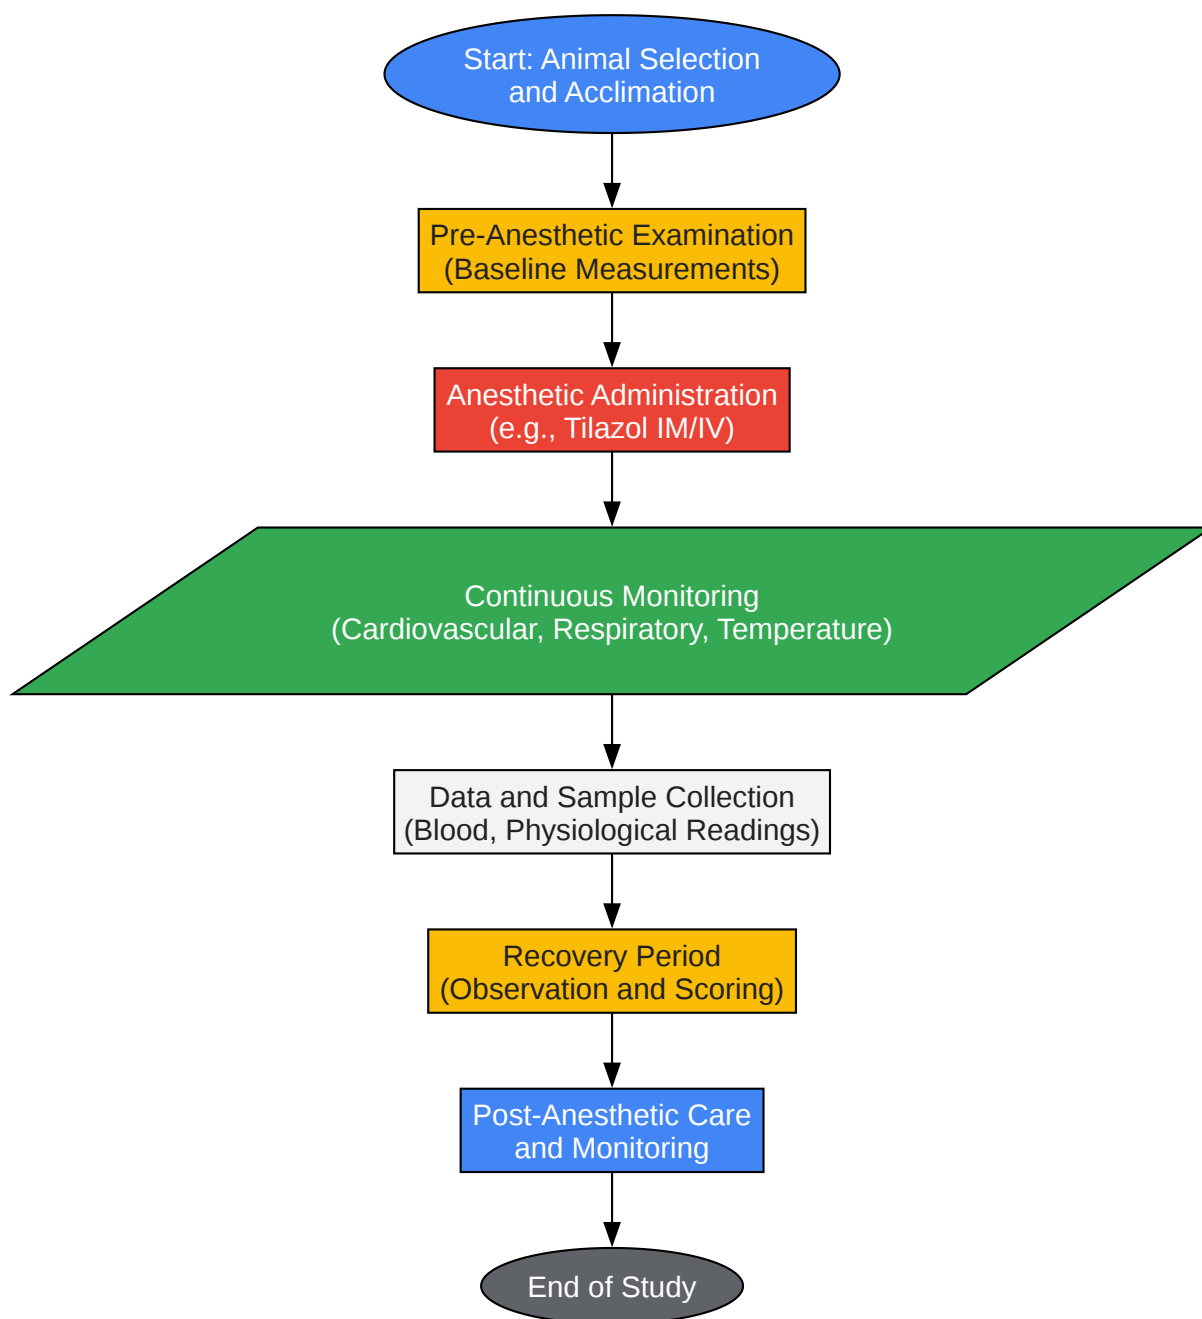 Start: Animal Selection
and Acclimation
Pre-Anesthetic Examination
(Baseline Measurements)
Anesthetic Administration
(e.g., Tilazol IM/IV)
Continuous Monitoring
(Cardiovascular, Respiratory, Temperature)
Data and Sample Collection
(Blood, Physiological Readings)
Recovery Period
(Observation and Scoring)
Post-Anesthetic Care
and Monitoring
End of Study